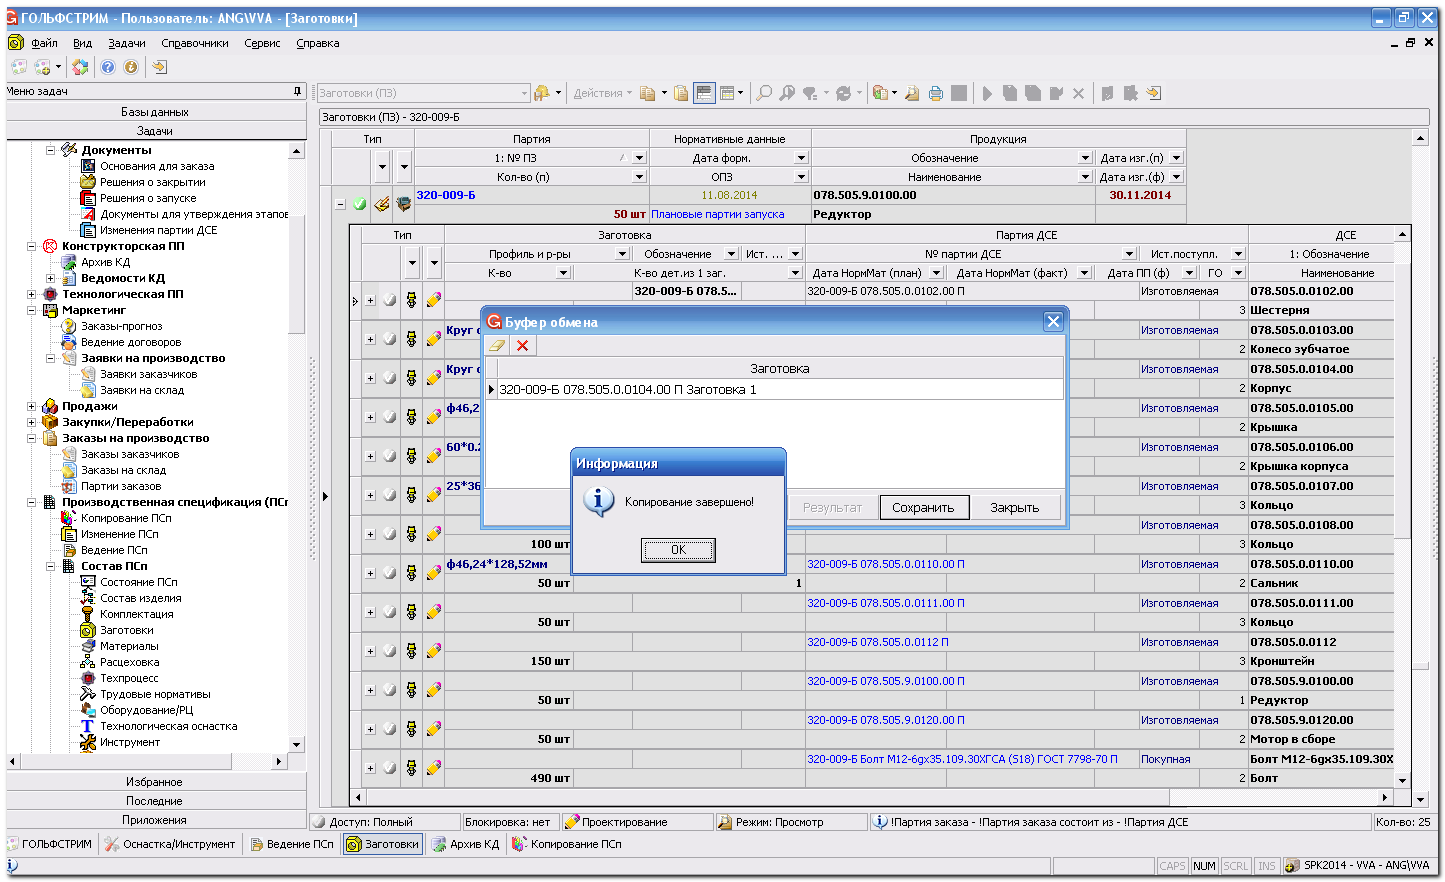 ГОЛЬФСТРИМ - Пользователь: ANG\VVA - [Заготовки]
Файл Вид Задачи Справочники Сервис Справка
Меню задач
Базы данных
Задачи
Документы
Основания для заказа
Решения о закрытии
Решения о запуске
Документы для утверждения этапов
Изменения партии ДСЕ
Конструкторская ПП
Архив КД
Ведомости КД
Технологическая ПП
Маркетинг
Заказы-прогноз
Ведение договоров
Заявки на производство
Заявки заказчиков
Заявки на склад
Продажи
Закупки/Переработки
Заказы на производство
Заказы заказчиков
Заказы на склад
Партии заказов
Производственная спецификация (ПСп
Копирование ПСп
Изменение ПСп
Ведение ПСп
Состав ПСп
Состояние ПСп
Состав изделия
Комплектация
Заготовки
Материалы
Расцеховка
Техпроцесс
Трудовые нормативы
Оборудование/РЦ
Технологическая оснастка
Инструмент
Избранное
Последние
Приложения
Заготовки (ПЗ) Действия
Заготовки (ПЗ) - 320-009-Б
Тип Партия Нормативные данные Продукция
1: № ПЗ Дата форм. Обозначение Дата изг.(п)
Кол-во (п) ОПЗ Наименование Дата изг.(ф)
320-009-Б 11.08.2014 078.505.9.0100.00 30.11.2014
50 шт Плановые партии запуска Редуктор
Тип Заготовка Партия ДСЕ ДСЕ
Профиль и р-ры Обозначение Ист. ... № партии ДСЕ Ист.поступл. 1: Обозначение
К-во К-во дет.из 1 заг. Дата НормМат (план) Дата НормМат (факт) Дата ПП (ф) ГО Наименование
320-009-Б 078.5... 320-009-Б 078.505.0.0102.00 П Изготовляемая 078.505.0.0102.00
3 Шестерня
Круг Изготовляемая 078.505.0.0103.00
2 Колесо зубчатое
Круг Изготовляемая 078.505.0.0104.00
2 Корпус
ф46,2 Изготовляемая 078.505.0.0105.00
2 Крышка
60*0.2 Изготовляемая 078.505.0.0106.00
2 Крышка корпуса
25*36 Изготовляемая 078.505.0.0107.00
3 Кольцо
Изготовляемая 078.505.0.0108.00
100 шт 3 Кольцо
ф46,24*128,52мм 320-009-Б 078.505.0.0110.00 П Изготовляемая 078.505.0.0110.00
50 шт 1 2 Сальник
320-009-Б 078.505.0.0111.00 П Изготовляемая 078.505.0.0111.00
50 шт 3 Кольцо
320-009-Б 078.505.0.0112 П Изготовляемая 078.505.0.0112
150 шт 3 Кронштейн
320-009-Б 078.505.9.0100.00 П Изготовляемая 078.505.9.0100.00
50 шт 1 Редуктор
320-009-Б 078.505.9.0120.00 П Изготовляемая 078.505.9.0120.00
50 шт 2 Мотор в сборе
320-009-Б Болт М12-6gх35.109.30ХГСА (S18) ГОСТ 7798-70 П Покупная Болт М12-6gх35.109.30Х
490 шт 2 Болт
Буфер обмена
Заготовка
320-009-Б 078.505.0.0104.00 П Заготовка 1
Результат Сохранить Закрыть
Информация
Копирование завершено!
OK
Доступ: Полный Блокировка: нет Проектирование Режим: Просмотр !Партия заказа - !Партия заказа состоит из - !Партия ДСЕ Кол-во: 25
ГОЛЬФСТРИМ Оснастка/Инструмент Ведение ПСп Заготовки Архив КД Копирование ПСп
CAPS NUM SCRL INS SPK2014 - VVA - ANG\VVA